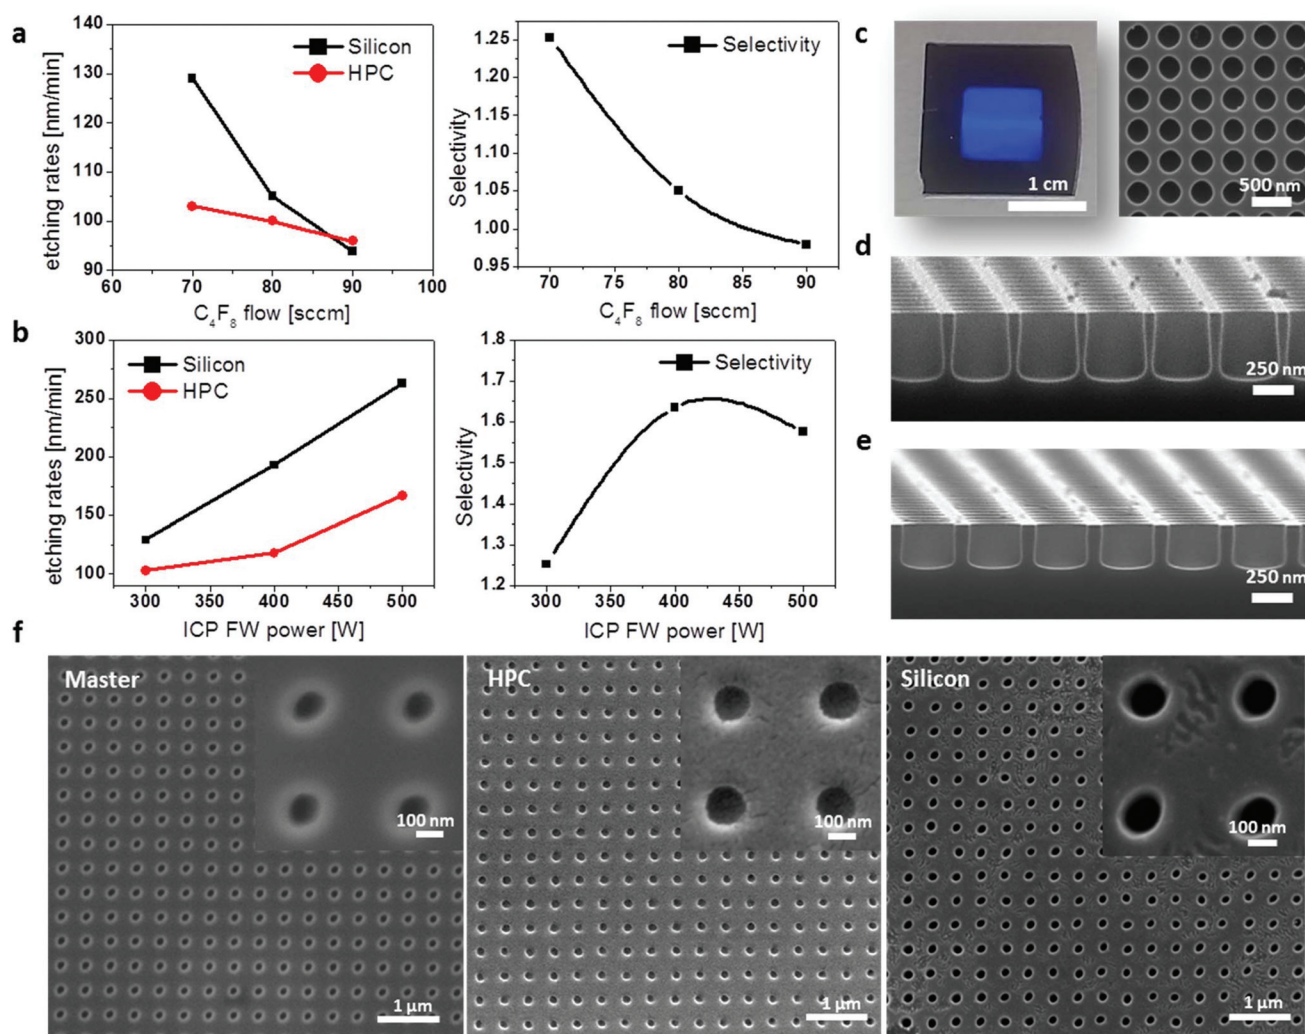 a
140
130
120
110
100
90
60
70
80
90
100
etching rates [nm/min]
C4F8 flow [sccm]
Silicon
HPC
1.25
1.20
1.15
1.10
1.05
1.00
0.95
70
75
80
85
90
Selectivity
C4F8 flow [sccm]
Selectivity
c
1 cm
500 nm
d
250 nm
b
300
250
200
150
100
300
350
400
450
500
etching rates [nm/min]
ICP FW power [W]
Silicon
HPC
1.8
1.7
1.6
1.5
1.4
1.3
1.2
300
350
400
450
500
Selectivity
ICP FW power [W]
Selectivity
e
250 nm
f
Master
100 nm
1 µm
HPC
100 nm
1 µm
Silicon
100 nm
1 µm